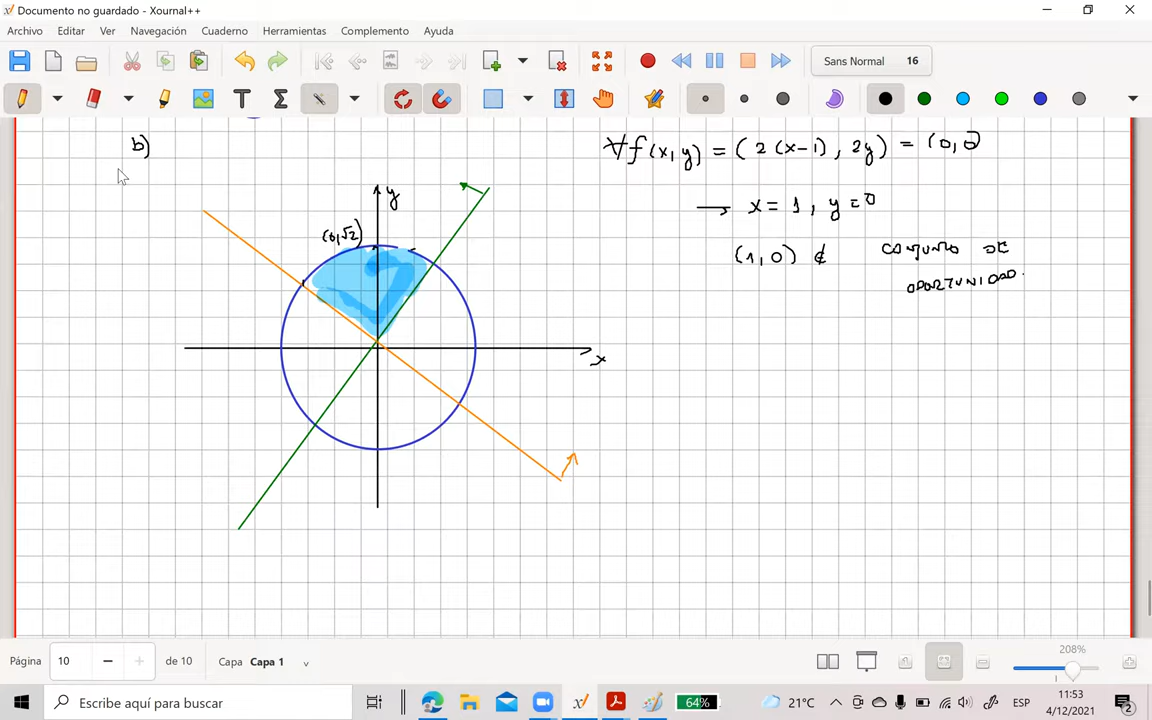 Documento no guardado - Xournal++
Archivo Editar Ver Navegación Cuaderno Herramientas Complemento Ayuda
Sans Normal 16
b)
∀f(x,y) = (2(x-1), 2y) = (0,0)
→ x = 1, y = 0
(1,0) ∉ CONJUNTO DE
OPORTUNIDAD.
y
(0,√2)
x
Página 10 de 10 Capa Capa 1
208%
Escribe aquí para buscar
64%
21°C
ESP
11:53
4/12/2021
2